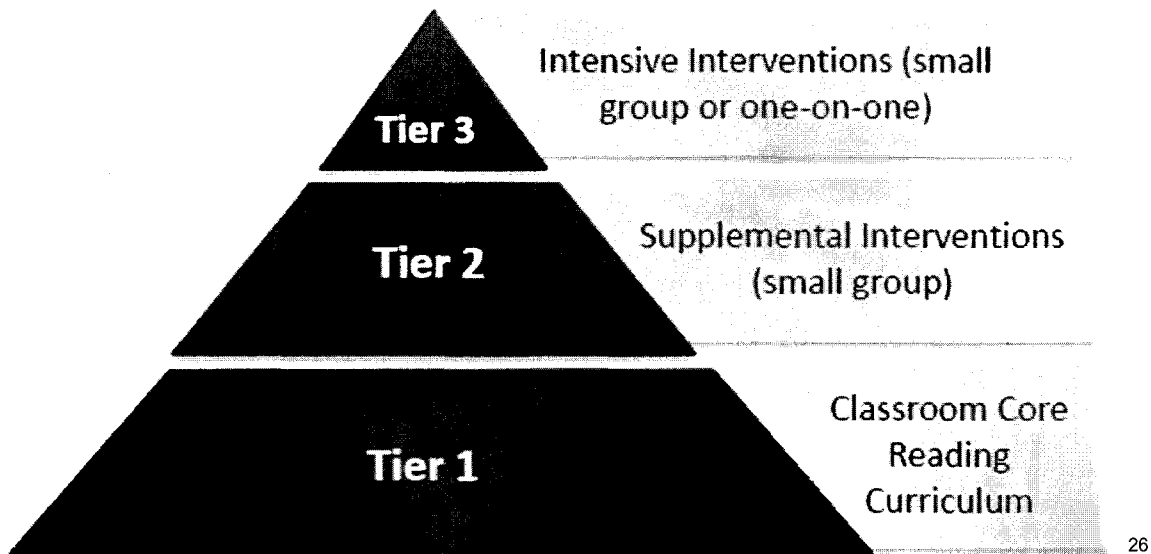 Intensive Interventions (small
group or one-on-one)
Tier 3
Supplemental Interventions
(small group)
Tier 2
Classroom Core
Reading
Curriculum
Tier 1
26